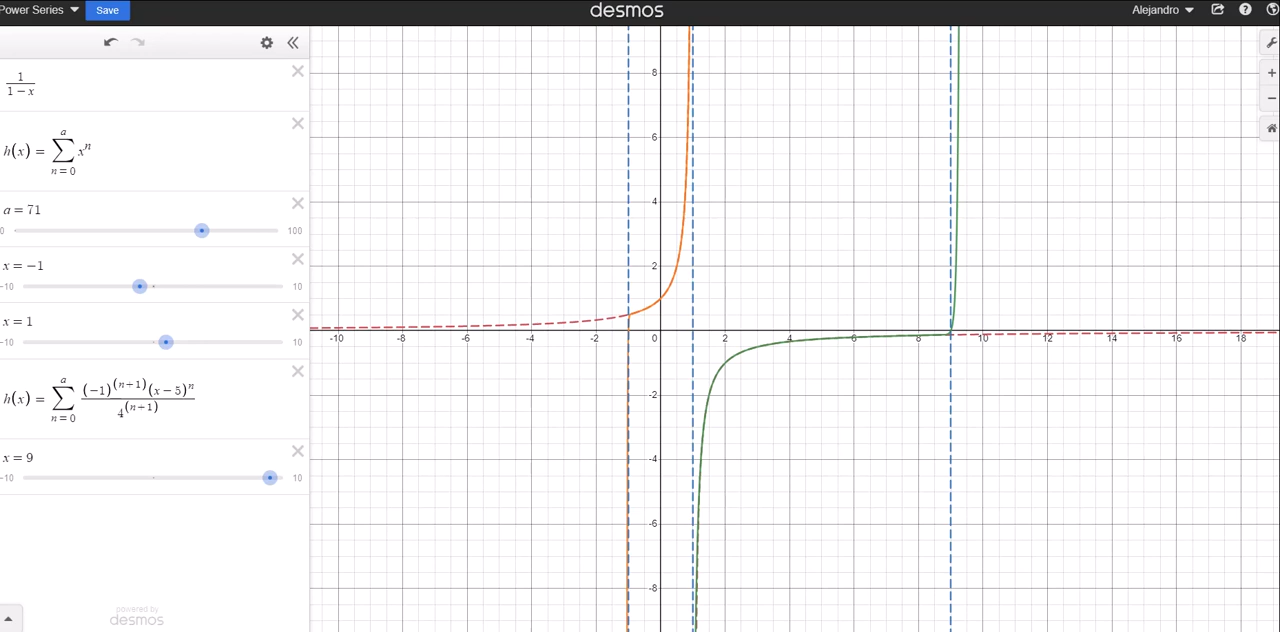 Power Series Save desmos Alejandro
1/(1 − x)
h(x) = ∑_{n=0}^{a} x^n
a = 71
0 100
x = −1
-10 10
x = 1
-10 10
h(x) = ∑_{n=0}^{a} ((−1)^{(n+1)}(x − 5)^n)/(4^{(n+1)})
x = 9
-10 10
powered by
desmos
8
6
4
2
-10 -8 -6 -4 -2 0 2 4 6 8 10 12 14 16 18
-2
-4
-6
-8